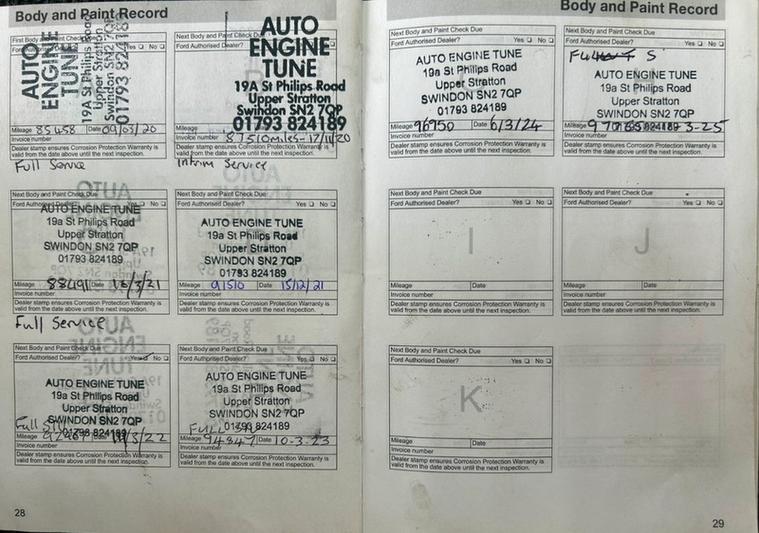 Body and Paint Record
First Body and Paint Check Due
Yes ❏ No ❏
AUTO
ENGINE
TUNE
19A St Philips Road
Upper Stratton
Swindon SN2 7QP
01793 824189
Mileage 85458 Date 09/03/20
Invoice number
Dealer stamp ensures Corrosion Protection Warranty is
valid from the date above until the next inspection.
Full Service
Next Body and Paint Check Due
AUTO
ENGINE
TUNE
19A St Philips Road
Upper Stratton
Swindon SN2 7QP
01793 824189
Invoice number 87510miles-
Dealer stamp ensures Corrosion Protection Warranty is
valid from the date above until the next inspection.
Intrim Service
Next Body and Paint Check Due
Ford Authorised Dealer? Yes ❏ No ❏
AUTO ENGINE TUNE
19a St Philips Road
Upper Stratton
SWINDON SN2 7QP
01793 824189
Mileage 88491 Date
Invoice number
Dealer stamp ensures Corrosion Protection Warranty is
valid from the date above until the next inspection.
Full Service
Next Body and Paint Check Due
Ford Authorised Dealer? Yes ❏ No ❏
AUTO ENGINE TUNE
19a St Philips Road
Upper Stratton
SWINDON SN2 7QP
01793 824189
Mileage 91510 Date 15/12/21
Invoice number
Dealer stamp ensures Corrosion Protection Warranty is
valid from the date above until the next inspection.
Next Body and Paint Check Due
Ford Authorised Dealer? Yes ❏ No ❏
AUTO ENGINE TUNE
19a St Philips Road
Upper Stratton
SWINDON SN2 7QP
01793 824189
Full
Mileage
Invoice number
Dealer stamp ensures Corrosion Protection Warranty is
valid from the date above until the next inspection.
Next Body and Paint Check Due
Ford Authorised Dealer? Yes ❏ No ❏
AUTO ENGINE TUNE
19a St Philips Road
Upper Stratton
SWINDON SN2 7QP
01793 824189
Mileage 94847 Date 10-3-23
Invoice number
Dealer stamp ensures Corrosion Protection Warranty is
valid from the date above until the next inspection.
28
Body and Paint Record
Next Body and Paint Check Due
Ford Authorised Dealer? Yes ❏ No ❏
AUTO ENGINE TUNE
19a St Philips Road
Upper Stratton
SWINDON SN2 7QP
01793 824189
Mileage 96750 Date 6/3/24
Invoice number
Dealer stamp ensures Corrosion Protection Warranty is
valid from the date above until the next inspection.
Next Body and Paint Check Due
Ford Authorised Dealer? Yes ❏ No ❏
AUTO ENGINE TUNE
19a St Philips Road
Upper Stratton
SWINDON SN2 7QP
Mileage
Invoice number
Dealer stamp ensures Corrosion Protection Warranty is
valid from the date above until the next inspection.
Next Body and Paint Check Due
Ford Authorised Dealer? Yes ❏ No ❏
I
Mileage Date
Invoice number
Dealer stamp ensures Corrosion Protection Warranty is
valid from the date above until the next inspection.
Next Body and Paint Check Due
Ford Authorised Dealer? Yes ❏ No ❏
J
Mileage Date
Invoice number
Dealer stamp ensures Corrosion Protection Warranty is
valid from the date above until the next inspection.
Next Body and Paint Check Due
Ford Authorised Dealer? Yes ❏ No ❏
K
Mileage Date
Invoice number
Dealer stamp ensures Corrosion Protection Warranty is
valid from the date above until the next inspection.
29